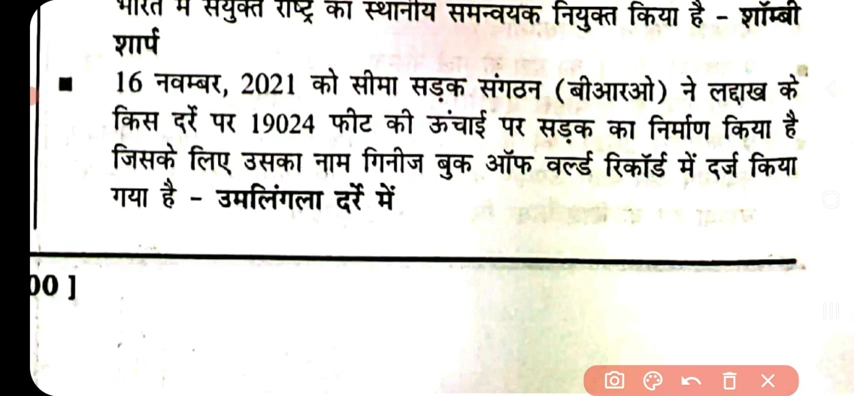 भारत में संयुक्त राष्ट्र का स्थानीय समन्वयक नियुक्त किया है - शॉम्बी
शार्प
■ 16 नवम्बर, 2021 को सीमा सड़क संगठन (बीआरओ) ने लद्दाख के
किस दर्रे पर 19024 फीट की ऊंचाई पर सड़क का निर्माण किया है
जिसके लिए उसका नाम गिनीज बुक ऑफ वर्ल्ड रिकॉर्ड में दर्ज किया
गया है - उमलिंगला दर्रे में
00 ]